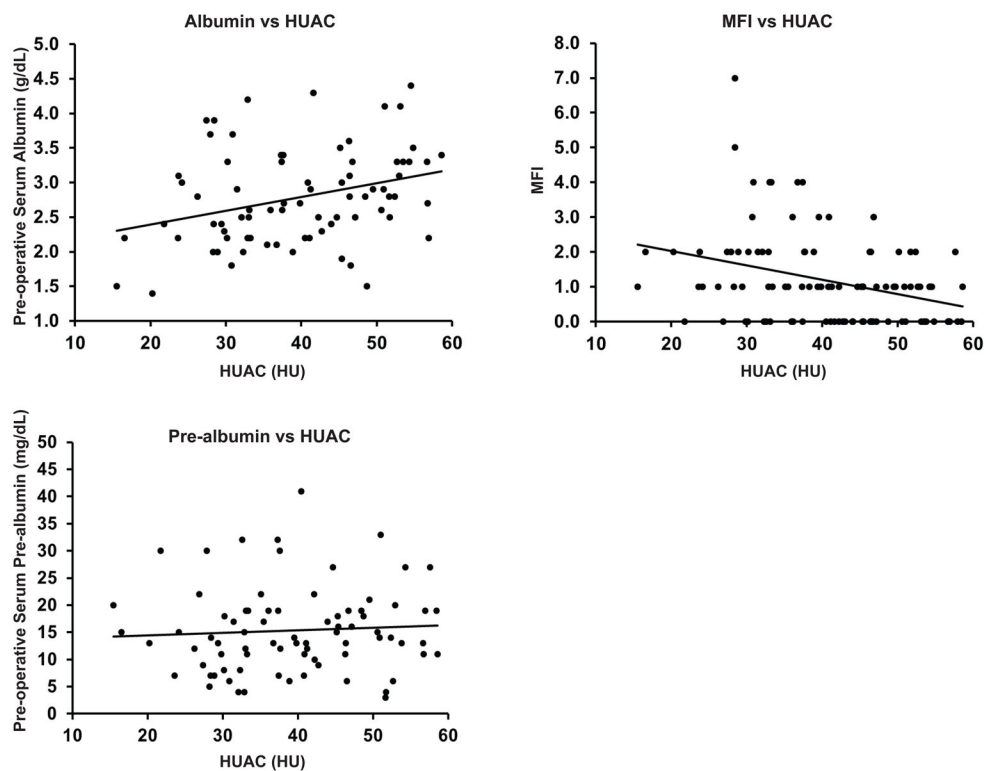 Albumin vs HUAC
Pre-operative Serum Albumin (g/dL)
5.0
4.5
4.0
3.5
3.0
2.5
2.0
1.5
1.0
10 20 30 40 50 60
HUAC (HU)
MFI vs HUAC
MFI
8.0
7.0
6.0
5.0
4.0
3.0
2.0
1.0
0.0
10 20 30 40 50 60
HUAC (HU)
Pre-albumin vs HUAC
Pre-operative Serum Pre-albumin (mg/dL)
50
45
40
35
30
25
20
15
10
5
0
10 20 30 40 50 60
HUAC (HU)